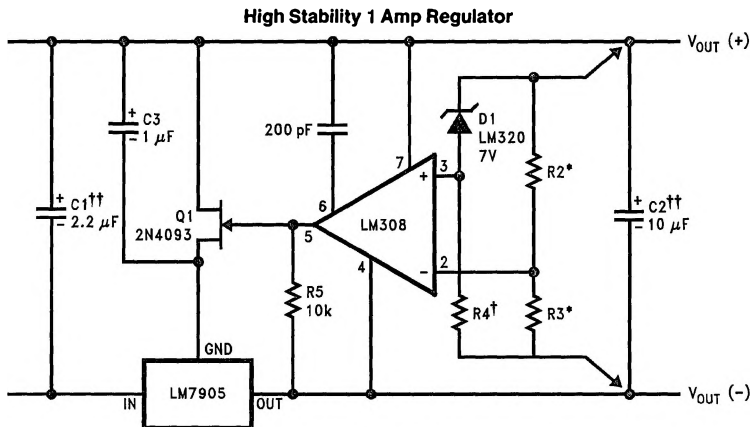 High Stability 1 Amp Regulator
VOUT (+)
+
C3
- 1 µF
200 pF
7
D1
LM320
7V
3
+
R2*
+
C1††
- 2.2 µF
Q1
2N4093
6
5
LM308
+
C2††
- 10 µF
4
2
-
R5
10k
R4†
R3*
GND
IN
LM7905
OUT
VOUT (-)